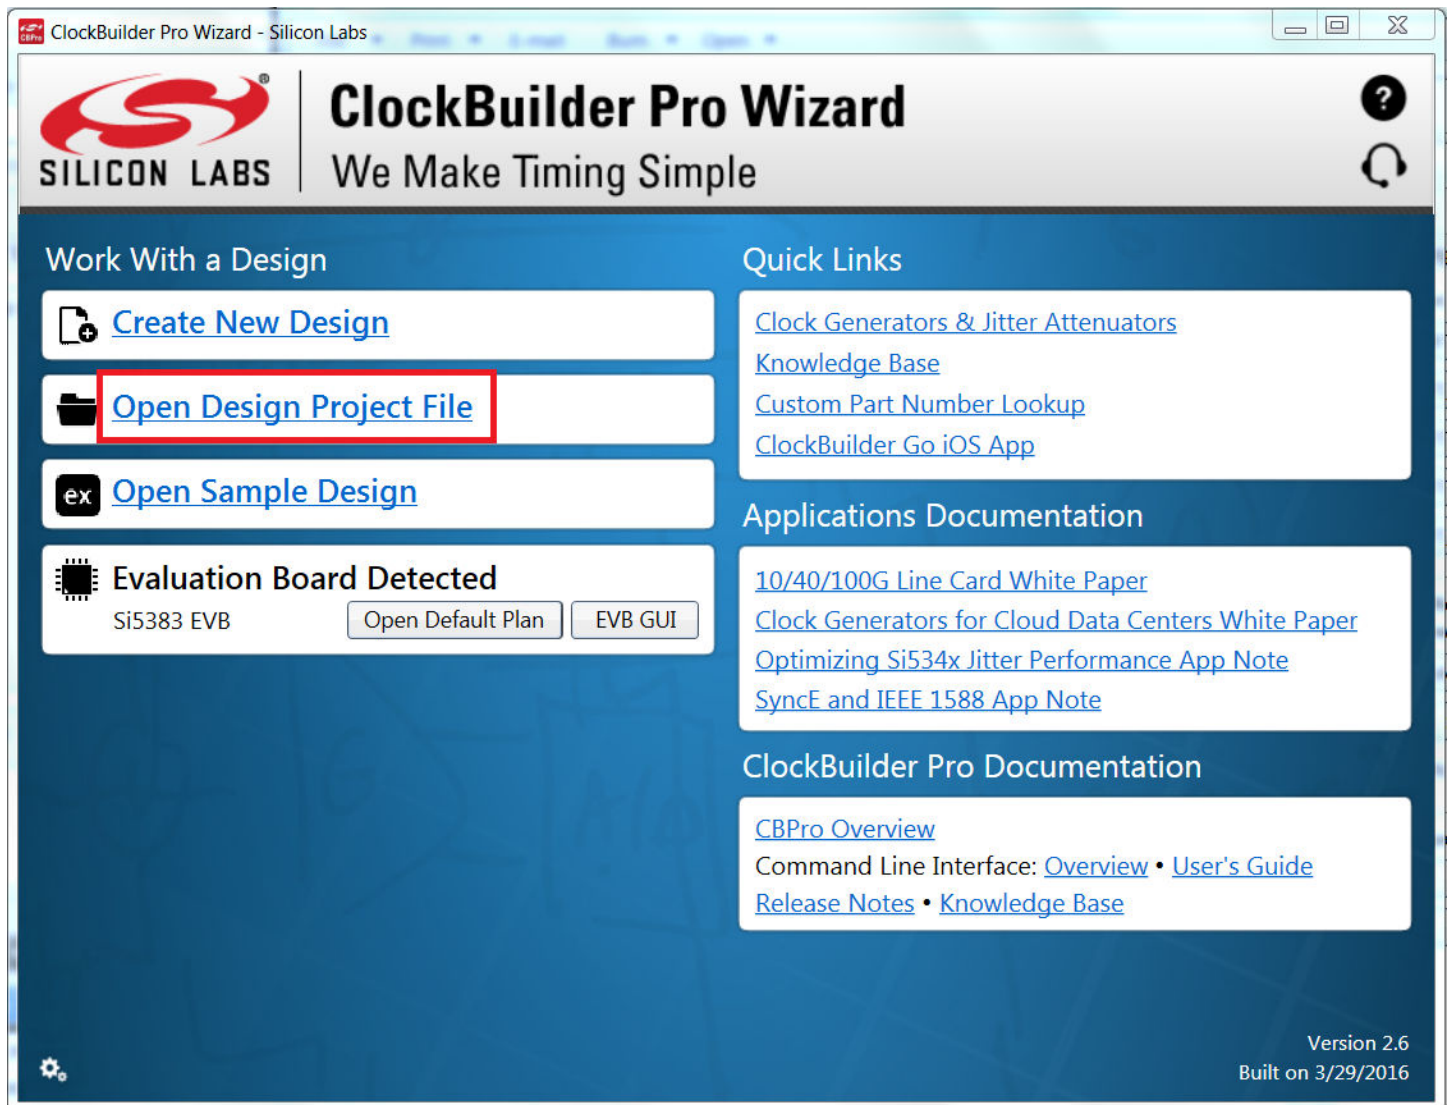 ClockBuilder Pro Wizard - Silicon Labs
SILICON LABS
ClockBuilder Pro Wizard
We Make Timing Simple
?
Work With a Design
Create New Design
Open Design Project File
ex Open Sample Design
Evaluation Board Detected
Si5383 EVB Open Default Plan EVB GUI
Quick Links
Clock Generators & Jitter Attenuators
Knowledge Base
Custom Part Number Lookup
ClockBuilder Go iOS App
Applications Documentation
10/40/100G Line Card White Paper
Clock Generators for Cloud Data Centers White Paper
Optimizing Si534x Jitter Performance App Note
SyncE and IEEE 1588 App Note
ClockBuilder Pro Documentation
CBPro Overview
Command Line Interface: Overview • User's Guide
Release Notes • Knowledge Base
Version 2.6
Built on 3/29/2016